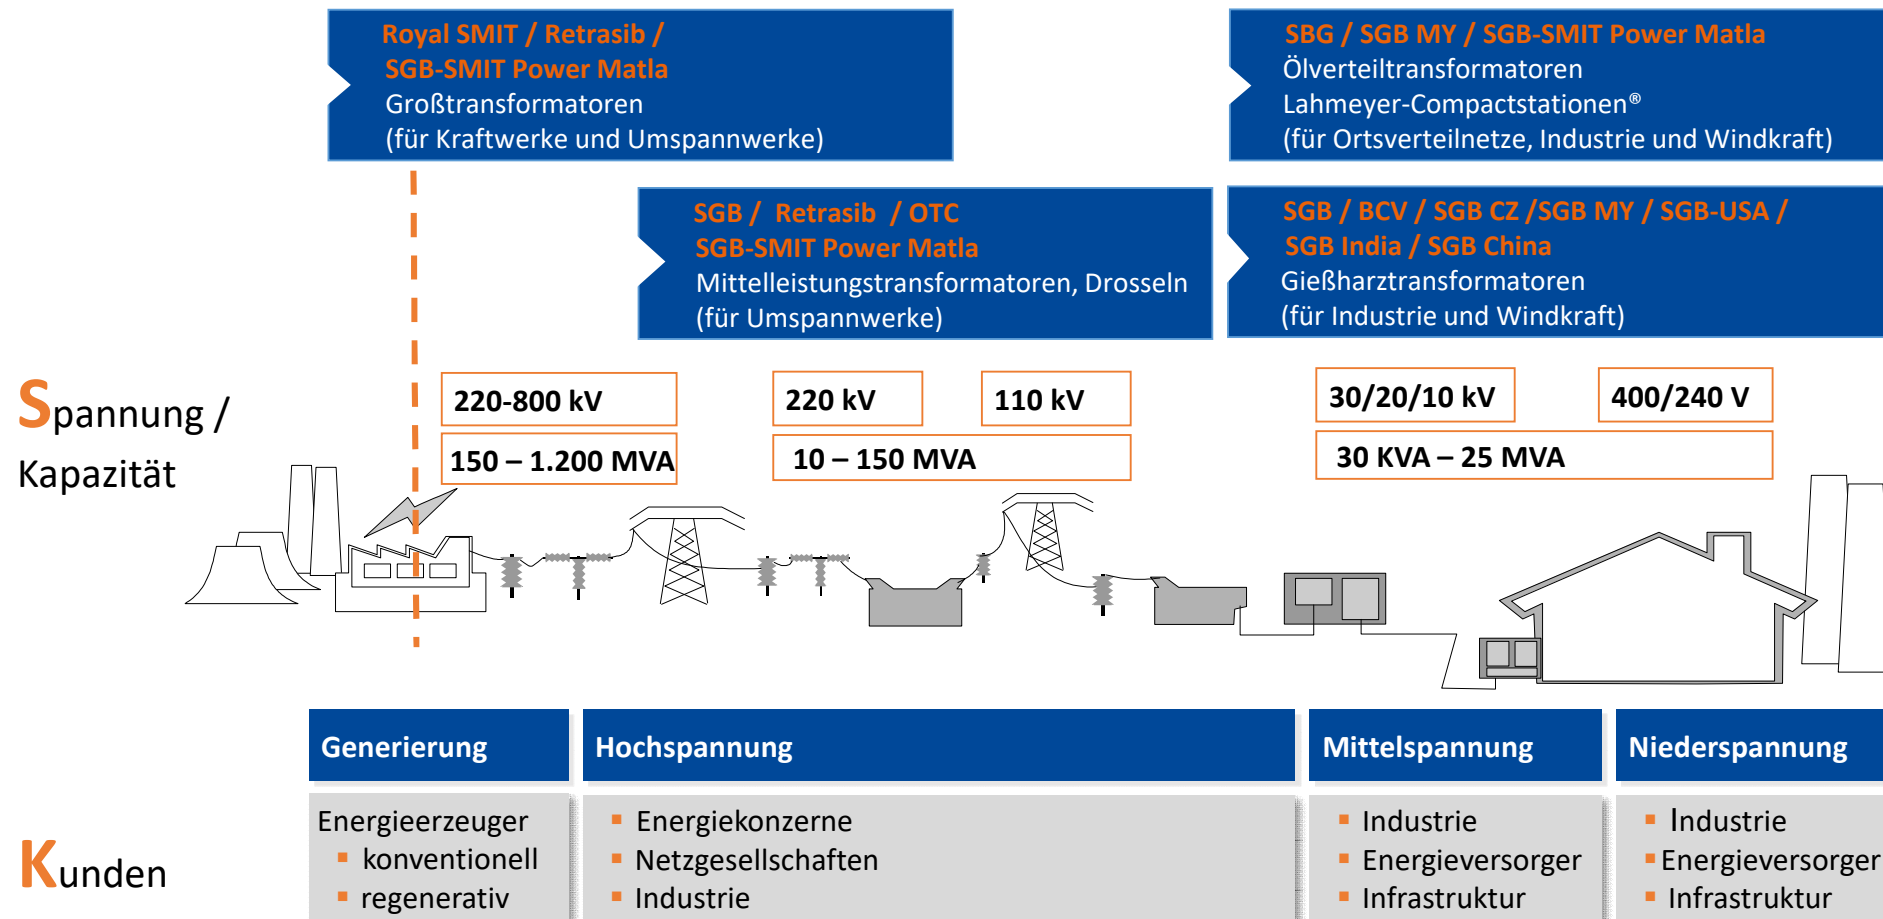 Royal SMIT / Retrasib /
SGB-SMIT Power Matla
Großtransformatoren
(für Kraftwerke und Umspannwerke)
SBG / SGB MY / SGB-SMIT Power Matla
Ölverteiltransformatoren
Lahmeyer-Compactstationen®
(für Ortsverteilnetze, Industrie und Windkraft)
SGB / Retrasib / OTC
SGB-SMIT Power Matla
Mittelleistungstransformatoren, Drosseln
(für Umspannwerke)
SGB / BCV / SGB CZ /SGB MY / SGB-USA /
SGB India / SGB China
Gießharztransformatoren
(für Industrie und Windkraft)
Spannung /
Kapazität
220-800 kV
150 – 1.200 MVA
220 kV
110 kV
10 – 150 MVA
30/20/10 kV
400/240 V
30 KVA – 25 MVA
Generierung
Hochspannung
Mittelspannung
Niederspannung
Kunden
Energieerzeuger
▪ konventionell
▪ regenerativ
▪ Energiekonzerne
▪ Netzgesellschaften
▪ Industrie
▪ Industrie
▪ Energieversorger
▪ Infrastruktur
▪ Industrie
▪ Energieversorger
▪ Infrastruktur